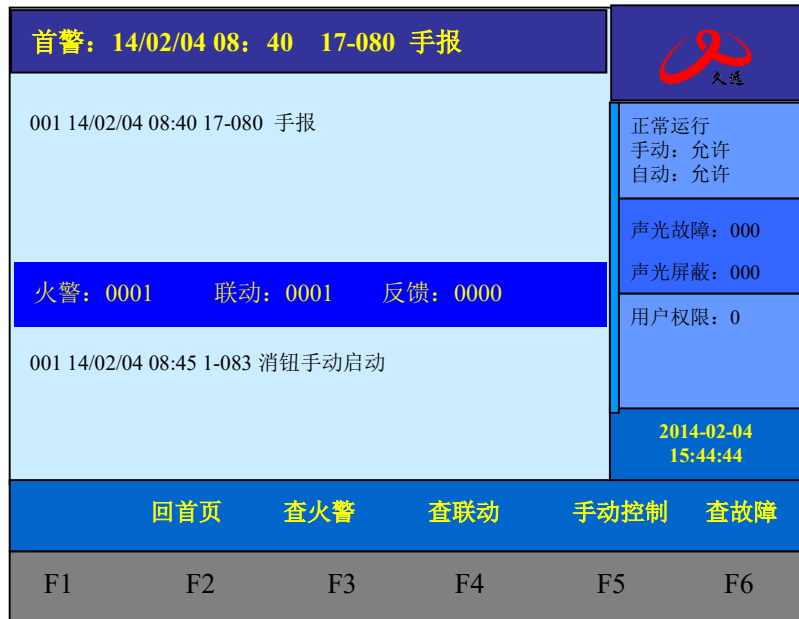 首警：14/02/04 08：40 17-080 手报
久远
001 14/02/04 08:40 17-080 手报
正常运行
手动：允许
自动：允许
声光故障：000
声光屏蔽：000
火警：0001 联动：0001 反馈：0000
用户权限：0
001 14/02/04 08:45 1-083 消钮手动启动
2014-02-04
15:44:44
回首页 查火警 查联动 手动控制 查故障
F1 F2 F3 F4 F5 F6